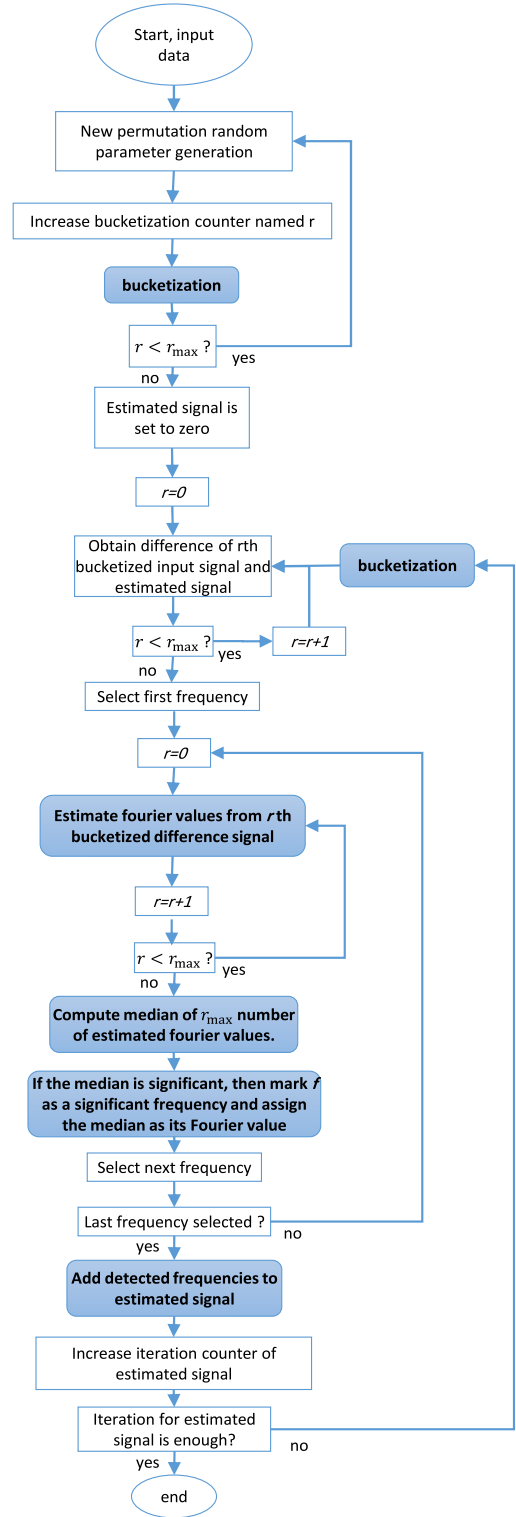 Start, input
data
New permutation random
parameter generation
Increase bucketization counter named r
bucketization
r < rmax ?
yes
no
Estimated signal is
set to zero
r=0
Obtain difference of rth
bucketized input signal and
estimated signal
bucketization
r < rmax ?
yes
r=r+1
no
Select first frequency
r=0
Estimate fourier values from r th
bucketized difference signal
r=r+1
r < rmax ?
yes
no
Compute median of rmax number
of estimated fourier values.
If the median is significant, then mark f
as a significant frequency and assign
the median as its Fourier value
Select next frequency
Last frequency selected ?
no
yes
Add detected frequencies to
estimated signal
Increase iteration counter of
estimated signal
Iteration for estimated
signal is enough?
no
yes
end